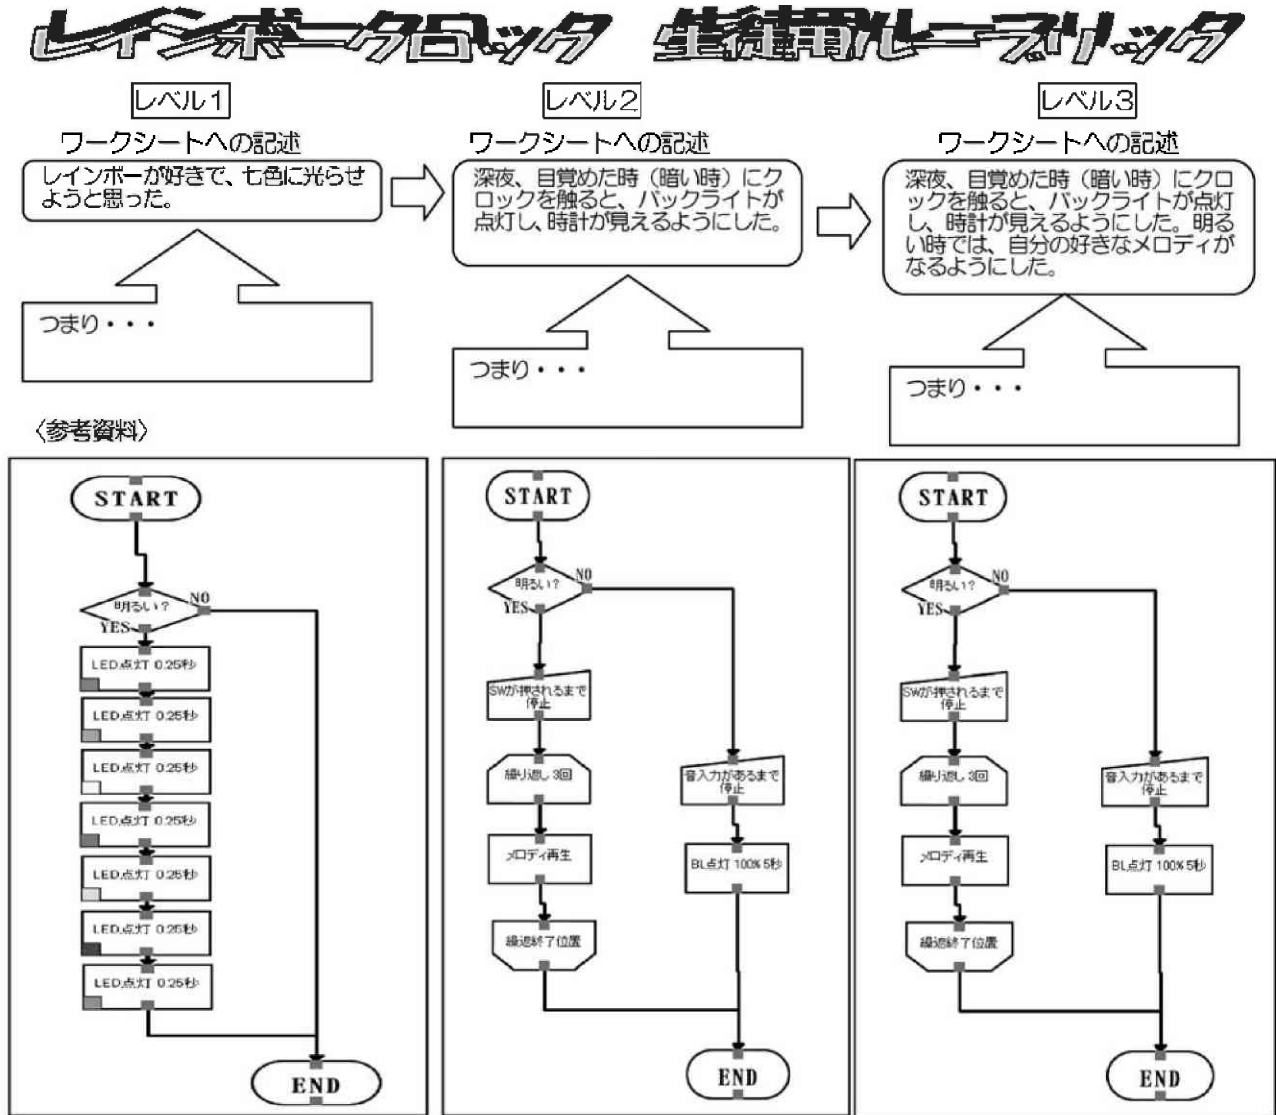 レインボークロック 生徒用ルーブリック
レベル1
ワークシートへの記述
レインボーが好きで、七色に光らせ
ようと思った。
つまり・・・
レベル2
ワークシートへの記述
深夜、目覚めた時（暗い時）にク
ロックを触ると、バックライトが
点灯し、時計が見えるようにした。
つまり・・・
レベル3
ワークシートへの記述
深夜、目覚めた時（暗い時）にクロ
ックを触ると、バックライトが点灯
し、時計が見えるようにした。明る
い時では、自分の好きなメロディが
なるようにした。
つまり・・・
〈参考資料〉
START
明るい?
NO
YES
LED点灯 0.25秒
LED点灯 0.25秒
LED点灯 0.25秒
LED点灯 0.25秒
LED点灯 0.25秒
LED点灯 0.25秒
LED点灯 0.25秒
END
START
明るい?
NO
YES
SWが押されるまで
停止
繰り返し 3回
メロディ再生
繰返終了位置
音入力があるまで
停止
BL点灯 100% 5秒
END
START
明るい?
NO
YES
SWが押されるまで
停止
繰り返し 3回
メロディ再生
繰返終了位置
音入力があるまで
停止
BL点灯 100% 5秒
END